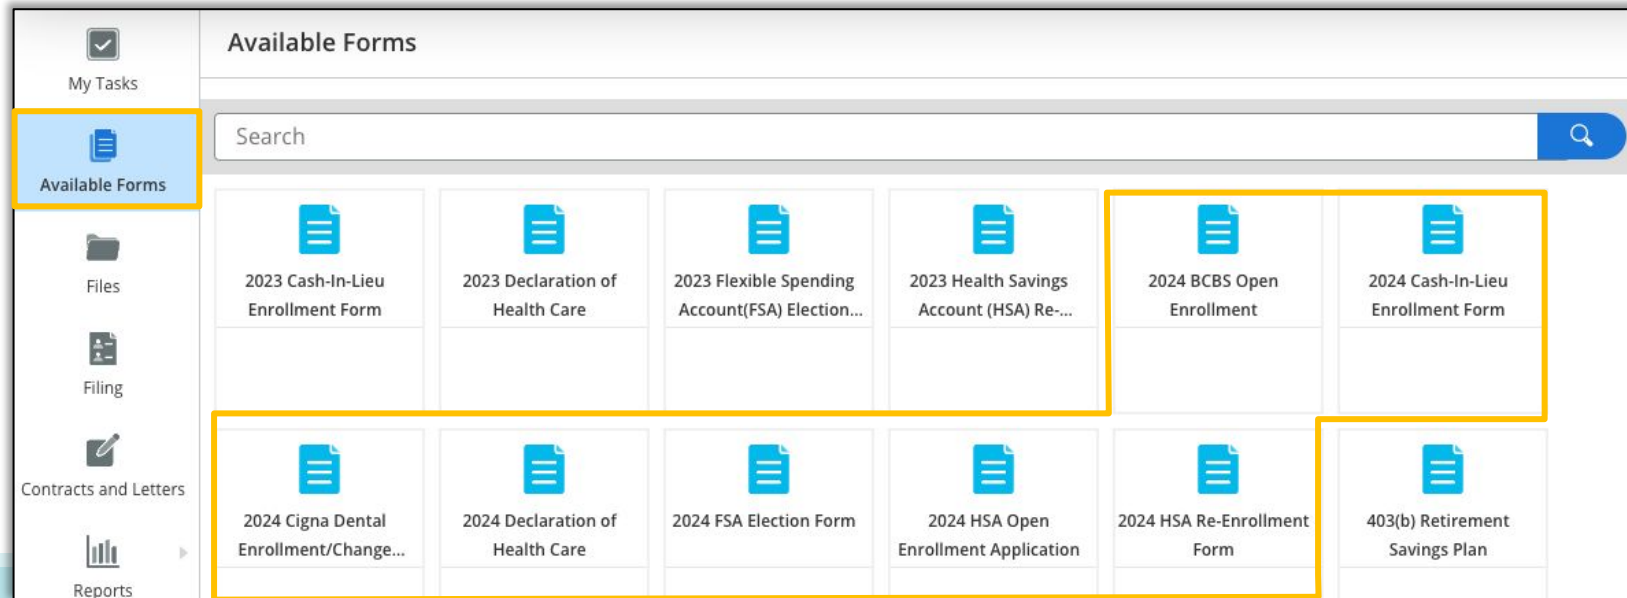 My Tasks
Available Forms
Files
Filing
Contracts and Letters
Reports
Available Forms
Search
2023 Cash-In-Lieu
Enrollment Form
2023 Declaration of
Health Care
2023 Flexible Spending
Account(FSA) Election...
2023 Health Savings
Account (HSA) Re-...
2024 BCBS Open
Enrollment
2024 Cash-In-Lieu
Enrollment Form
2024 Cigna Dental
Enrollment/Change...
2024 Declaration of
Health Care
2024 FSA Election Form
2024 HSA Open
Enrollment Application
2024 HSA Re-Enrollment
Form
403(b) Retirement
Savings Plan